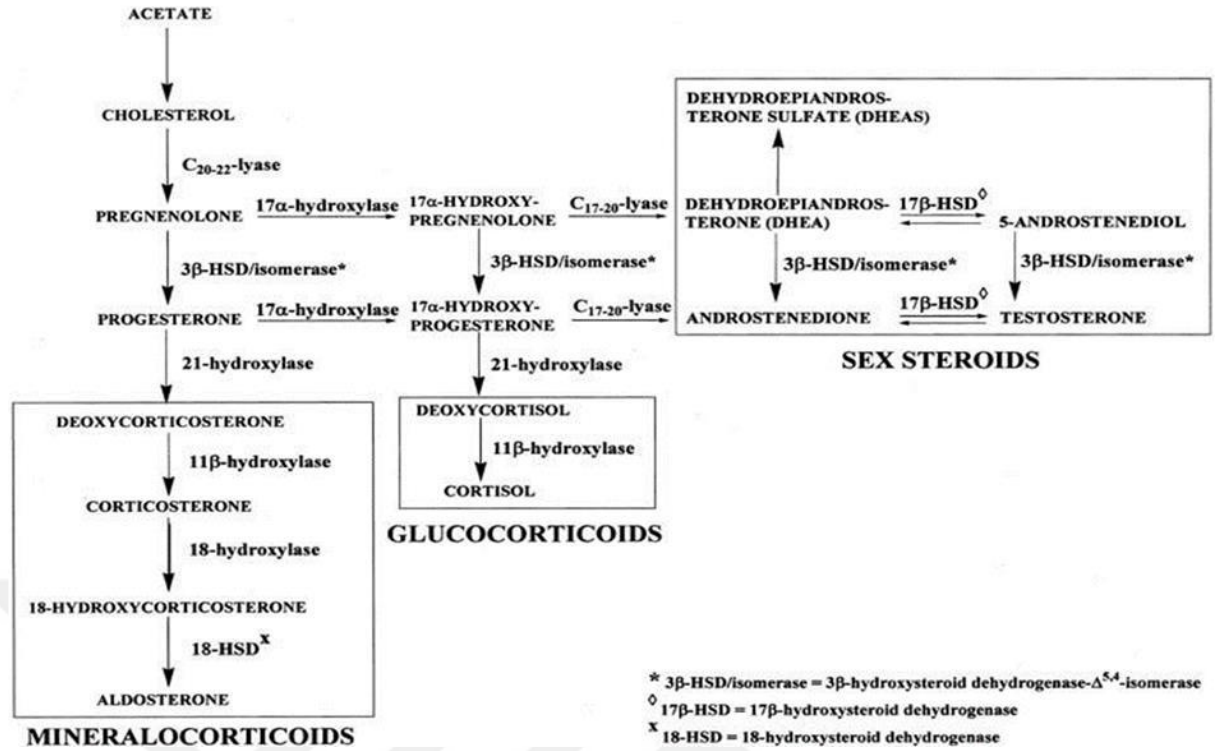 ACETATE
CHOLESTEROL
C20-22-lyase
PREGNENOLONE
17α-hydroxylase
17α-HYDROXY-
PREGNENOLONE
C17-20-lyase
DEHYDROEPIANDROS-
TERONE SULFATE (DHEAS)
DEHYDROEPIANDROS-
TERONE (DHEA)
17β-HSD◊
5-ANDROSTENEDIOL
3β-HSD/isomerase*
3β-HSD/isomerase*
3β-HSD/isomerase*
3β-HSD/isomerase*
PROGESTERONE
17α-hydroxylase
17α-HYDROXY-
PROGESTERONE
C17-20-lyase
ANDROSTENEDIONE
17β-HSD◊
TESTOSTERONE
SEX STEROIDS
21-hydroxylase
21-hydroxylase
DEOXYCORTICOSTERONE
11β-hydroxylase
CORTICOSTERONE
18-hydroxylase
18-HYDROXYCORTICOSTERONE
18-HSDx
ALDOSTERONE
MINERALOCORTICOIDS
DEOXYCORTISOL
11β-hydroxylase
CORTISOL
GLUCOCORTICOIDS
* 3β-HSD/isomerase = 3β-hydroxysteroid dehydrogenase-Δ5,4-isomerase
◊ 17β-HSD = 17β-hydroxysteroid dehydrogenase
x 18-HSD = 18-hydroxysteroid dehydrogenase